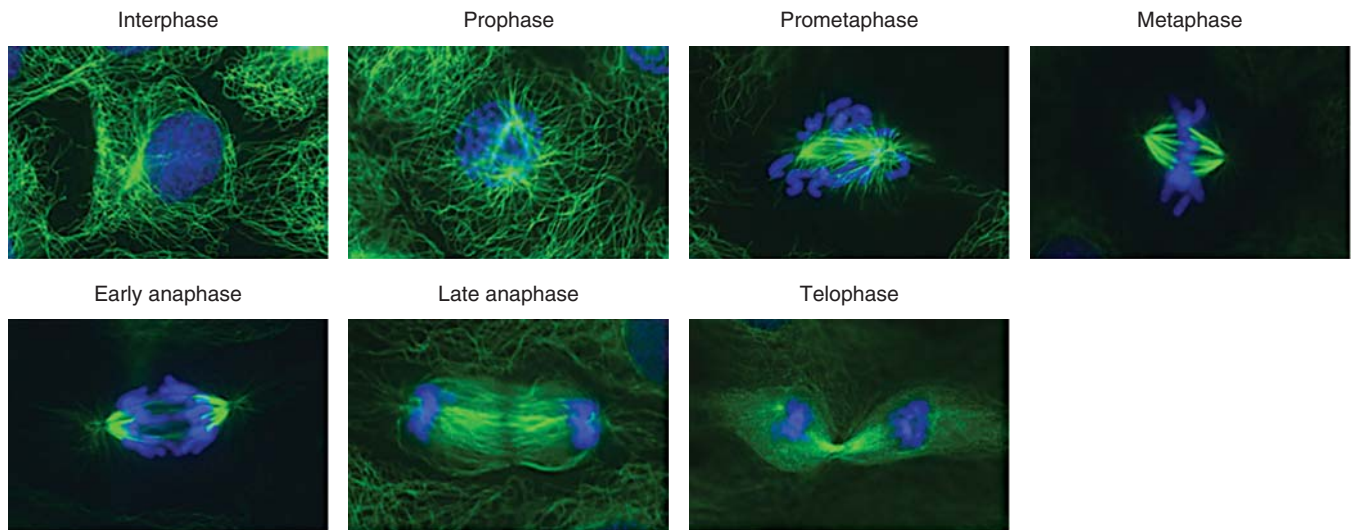 Interphase
Prophase
Prometaphase
Metaphase
Early anaphase
Late anaphase
Telophase